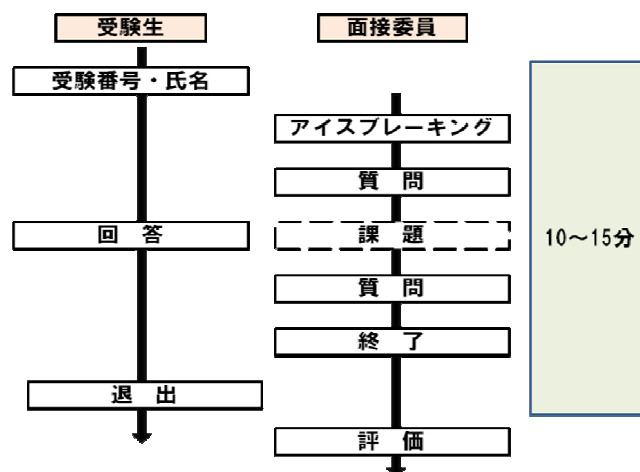 受験生
面接委員
受験番号・氏名
アイスブレーキング
質　問
回　答
課　題
10～15分
質　問
終　了
退　出
評　価